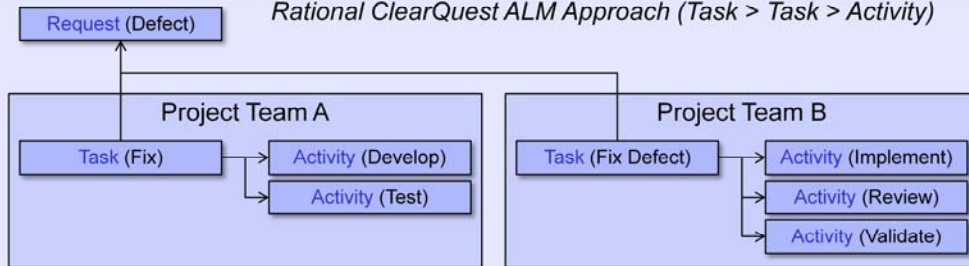 Rational ClearQuest ALM Approach (Task > Task > Activity)
Request (Defect)
Project Team A
Task (Fix)
Activity (Develop)
Activity (Test)
Project Team B
Task (Fix Defect)
Activity (Implement)
Activity (Review)
Activity (Validate)